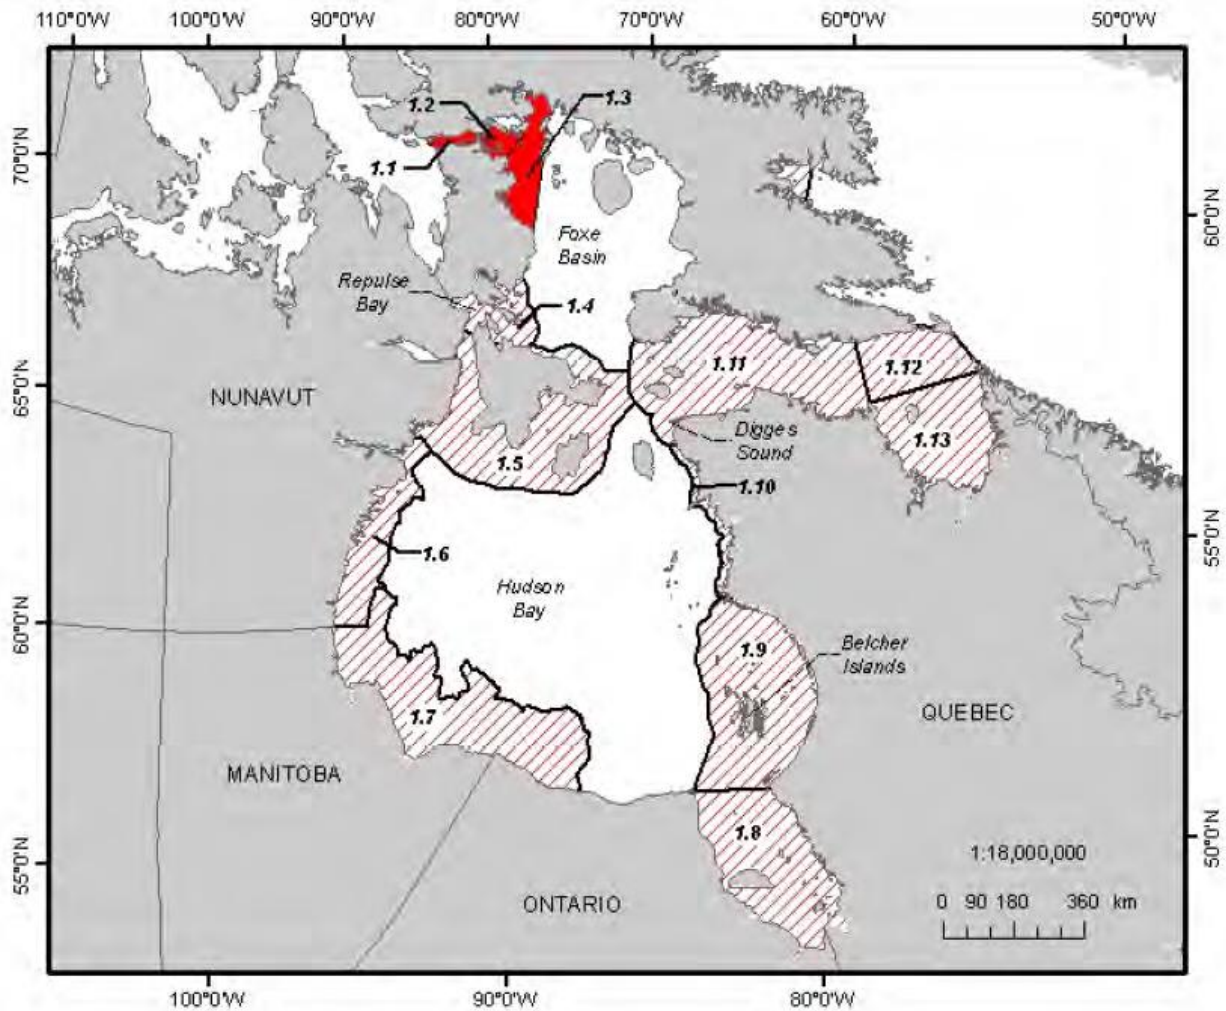 110°0'W 100°0'W 90°0'W 80°0'W 70°0'W 60°0'W 50°0'W
70°0'N
60°0'N
1.2
1.3
1.1
Foxe
Basin
Repulse
Bay
1.4
1.11
1.12
65°0'N
NUNAVUT
Digges
Sound
1.13
1.5
1.10
55°0'N
1.6
Hudson
Bay
60°0'N
1.9
Belcher
Islands
1.7
QUEBEC
MANITOBA
1.8
50°0'N
1:18,000,000
55°0'N
ONTARIO
0 90 180 360 km
100°0'W 90°0'W 80°0'W